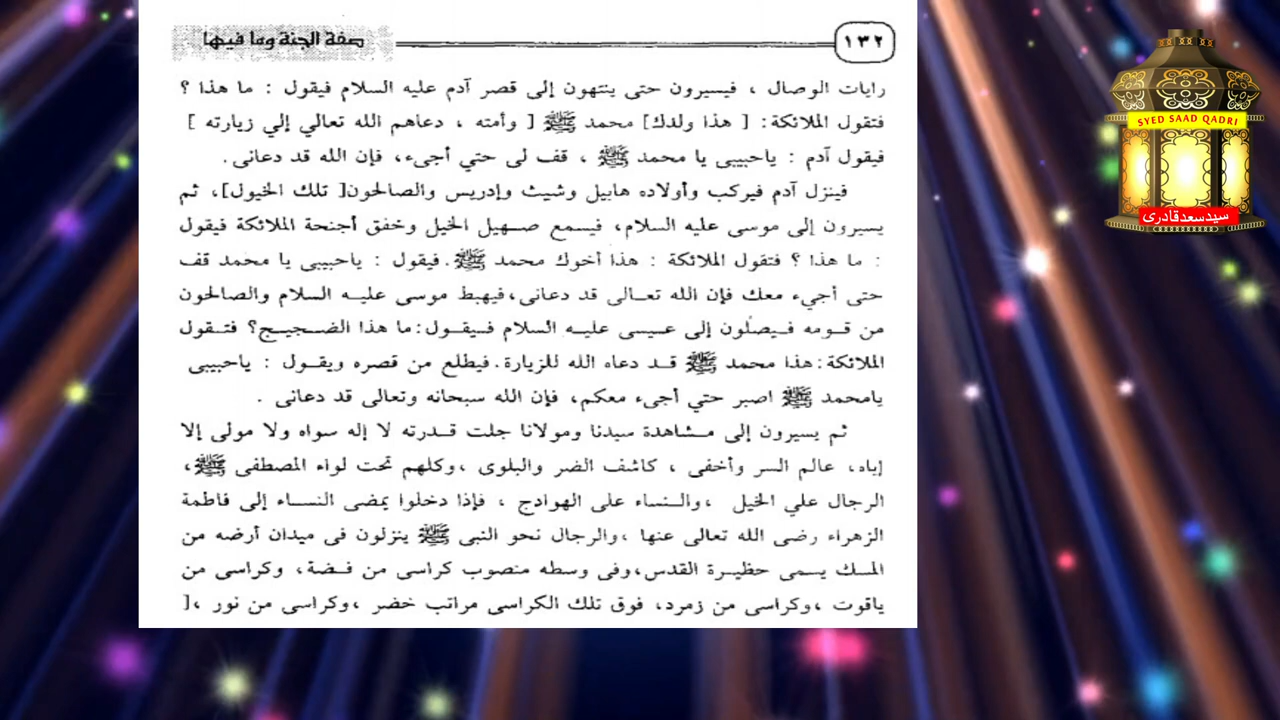 ١٣٢
صفة الجنة وما فيها
رايات الوصال ، فيسيرون حتى ينتهون إلى قصر آدم عليه السلام فيقول : ما هذا ؟
فتقول الملائكة : [ هذا ولدك] محمد ﷺ [ وأمته ، دعاهم الله تعالي إلي زيارته ]
فيقول آدم : ياحبيبى يا محمد ﷺ ، قف لى حتي أجىء، فإن الله قد دعانى .
فينزل آدم فيركب وأولاده هابيل وشيث وإدريس والصالحون[ تلك الخيول]، ثم
يسيرون إلى موسى عليه السلام، فيسمع صهيل الخيل وخفق أجنحة الملائكة فيقول
: ما هذا ؟ فتقول الملائكة : هذا أخوك محمد ﷺ . فيقول : ياحبيبى يا محمد قف
حتى أجيء معك فإن الله تعالى قد دعانى،فيهبط موسى عليه السلام والصالحون
من قومه فيصلون إلى عيسى عليه السلام فيقول:ما هذا الضجيج؟ فتقول
الملائكة:هذا محمد ﷺ قد دعاه الله للزيارة.فيطلع من قصره ويقول : ياحبيبى
يامحمد ﷺ اصبر حتي أجىء معكم، فإن الله سبحانه وتعالى قد دعانى .
ثم يسيرون إلى مشاهدة سيدنا ومولانا جلت قدرته لا إله سواه ولا مولى إلا
إياه، عالم السر وأخفى ، كاشف الضر والبلوى ،وكلهم تحت لواء المصطفى ﷺ،
الرجال علي الخيل ،والنساء على الهوادج ، فإذا دخلوا يمضى النساء إلى فاطمة
الزهراء رضى الله تعالى عنها ،والرجال نحو النبى ﷺ ينزلون فى ميدان أرضه من
المسك يسمى حظيرة القدس،وفى وسطه منصوب كراسى من فضة، وكراسى من
ياقوت ،وكراسى من زمرد، فوق تلك الكراسى مراتب خضر ،وكراسى من نور ،[
SYED SAAD QADRI
سیدسعدقادری